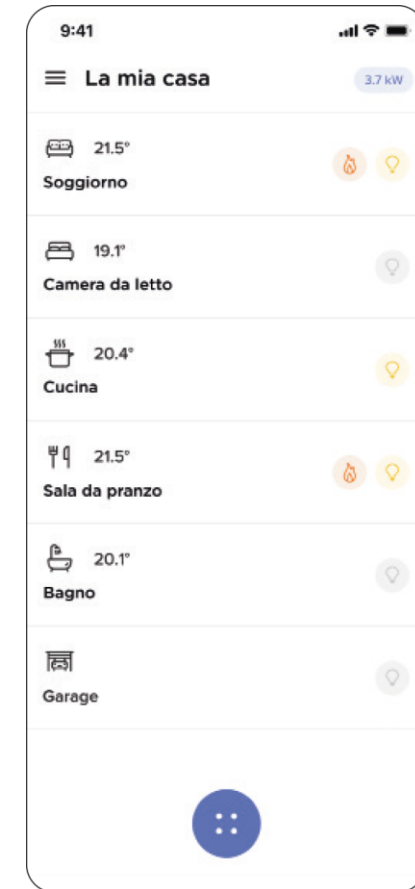 9:41
La mia casa
3.7 kW
21.5°
Soggiorno
19.1°
Camera da letto
20.4°
Cucina
21.5°
Sala da pranzo
20.1°
Bagno
Garage